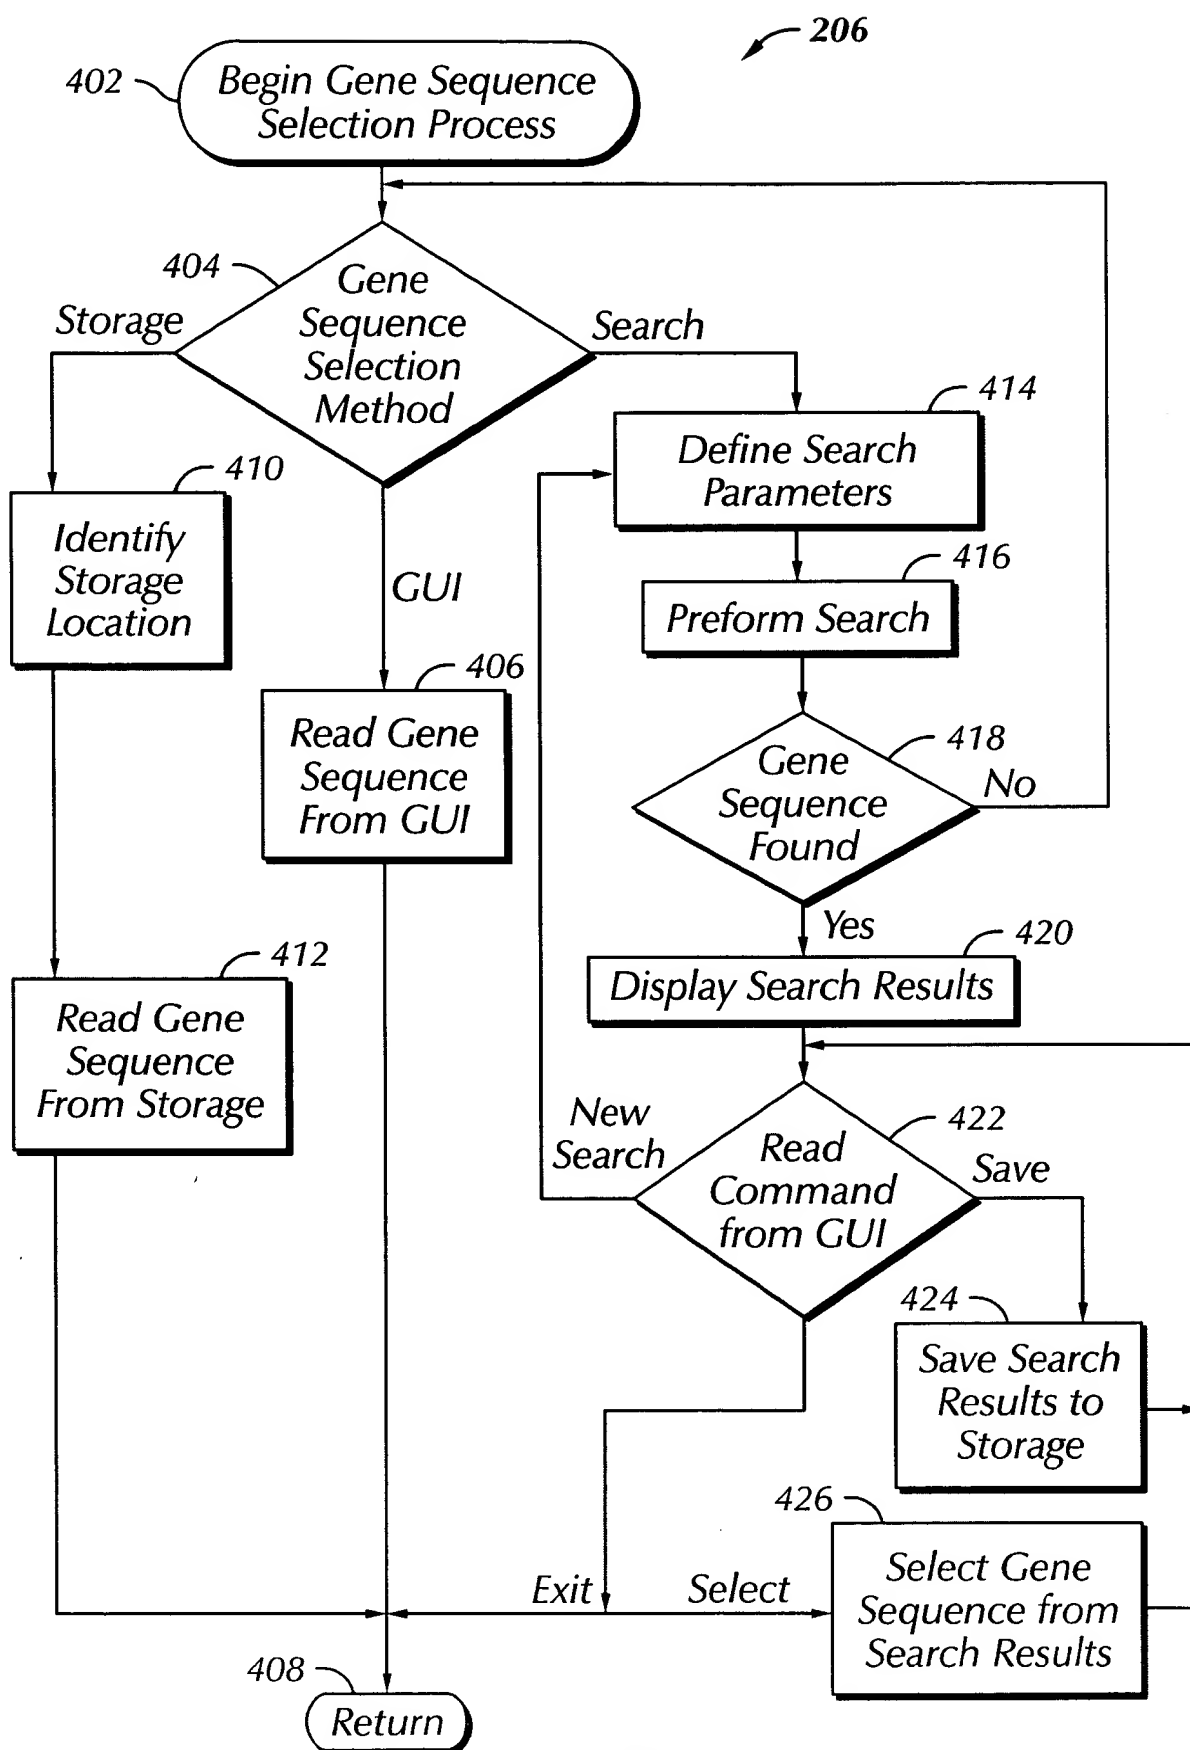 206
402
Begin Gene Sequence
Selection Process
404
Gene
Sequence
Selection
Method
Storage
Search
414
Define Search
Parameters
410
Identify
Storage
Location
GUI
416
Preform Search
406
Read Gene
Sequence
From GUI
418
Gene
Sequence
Found
No
Yes
412
Read Gene
Sequence
From Storage
420
Display Search Results
New
Search
422
Read
Command
from GUI
Save
424
Save Search
Results to
Storage
426
Select Gene
Sequence from
Search Results
Exit
Select
408
Return